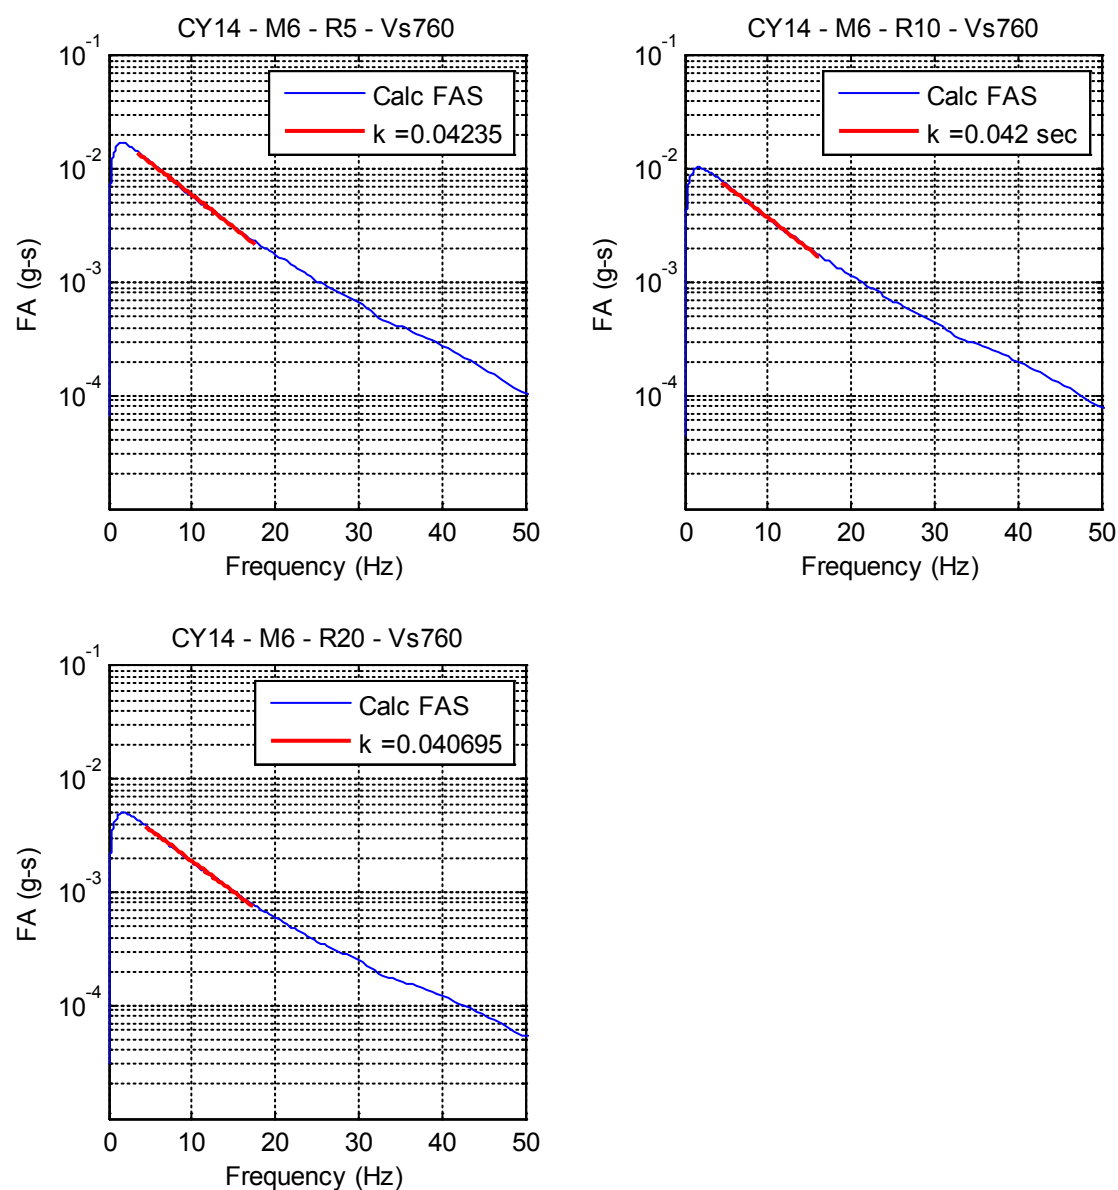 CY14 - M6 - R5 - Vs760
10^-1
10^-2
10^-3
10^-4
FA (g-s)
Calc FAS
k =0.04235
0 10 20 30 40 50
Frequency (Hz)
CY14 - M6 - R10 - Vs760
10^-1
10^-2
10^-3
10^-4
FA (g-s)
Calc FAS
k =0.042 sec
0 10 20 30 40 50
Frequency (Hz)
CY14 - M6 - R20 - Vs760
10^-1
10^-2
10^-3
10^-4
FA (g-s)
Calc FAS
k =0.040695
0 10 20 30 40 50
Frequency (Hz)